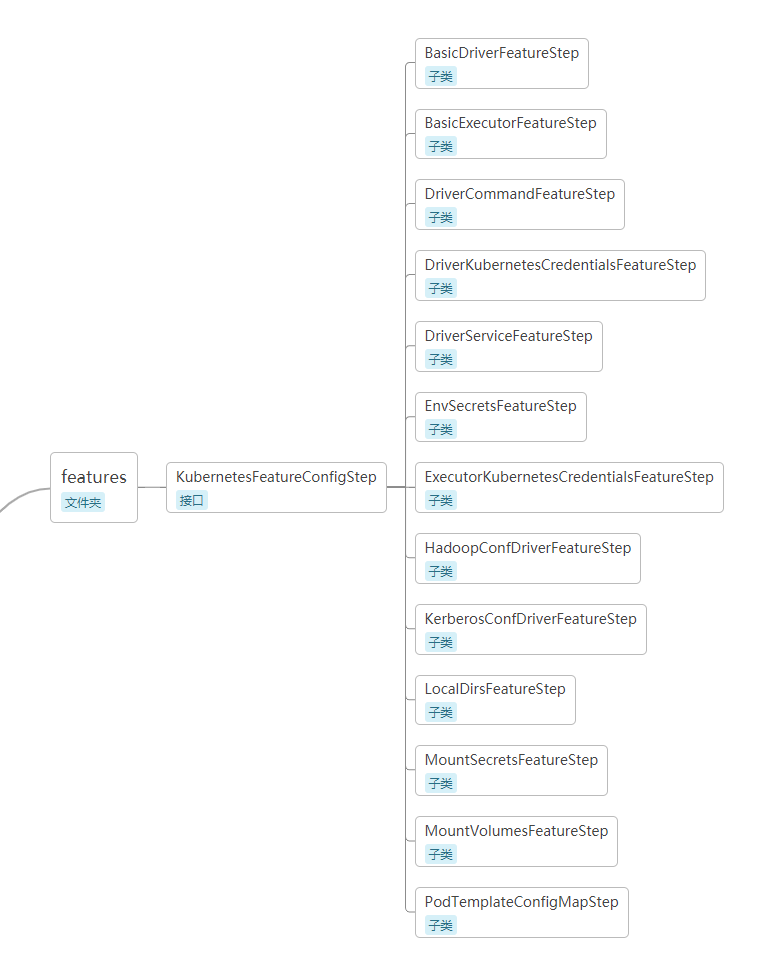 features
文件夹
KubernetesFeatureConfigStep
接口
BasicDriverFeatureStep
子类
BasicExecutorFeatureStep
子类
DriverCommandFeatureStep
子类
DriverKubernetesCredentialsFeatureStep
子类
DriverServiceFeatureStep
子类
EnvSecretsFeatureStep
子类
ExecutorKubernetesCredentialsFeatureStep
子类
HadoopConfDriverFeatureStep
子类
KerberosConfDriverFeatureStep
子类
LocalDirsFeatureStep
子类
MountSecretsFeatureStep
子类
MountVolumesFeatureStep
子类
PodTemplateConfigMapStep
子类